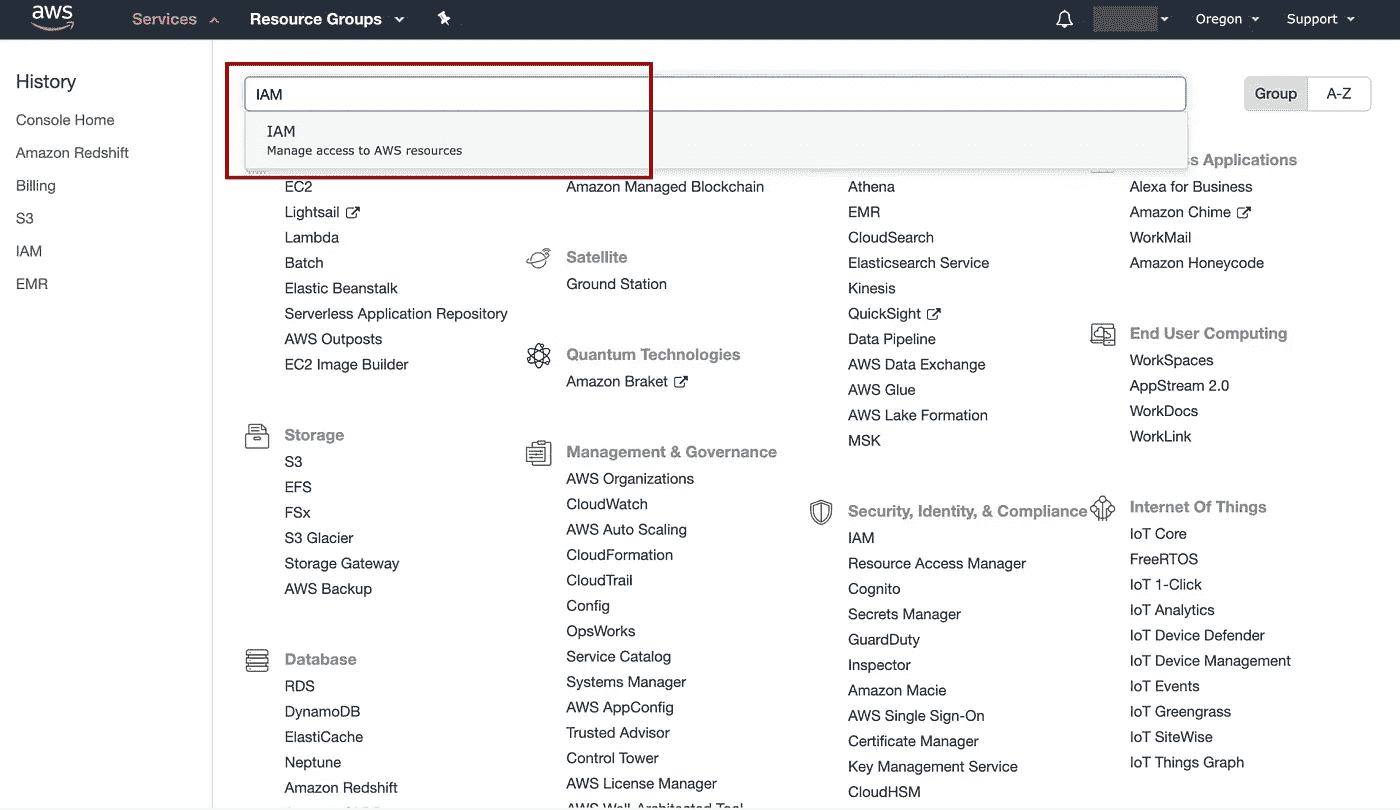 aws
Services
Resource Groups
Oregon
Support
History
Console Home
Amazon Redshift
Billing
S3
IAM
EMR
IAM
IAM
Manage access to AWS resources
Group
A-Z
EC2
Lightsail
Lambda
Batch
Elastic Beanstalk
Serverless Application Repository
AWS Outposts
EC2 Image Builder
Storage
S3
EFS
FSx
S3 Glacier
Storage Gateway
AWS Backup
Database
RDS
DynamoDB
ElastiCache
Neptune
Amazon Redshift
Amazon Managed Blockchain
Satellite
Ground Station
Quantum Technologies
Amazon Braket
Management & Governance
AWS Organizations
CloudWatch
AWS Auto Scaling
CloudFormation
CloudTrail
Config
OpsWorks
Service Catalog
Systems Manager
AWS AppConfig
Trusted Advisor
Control Tower
AWS License Manager
AWS Well-Architected Tool
Athena
EMR
CloudSearch
Elasticsearch Service
Kinesis
QuickSight
Data Pipeline
AWS Data Exchange
AWS Glue
AWS Lake Formation
MSK
Security, Identity, & Compliance
IAM
Resource Access Manager
Cognito
Secrets Manager
GuardDuty
Inspector
Amazon Macie
AWS Single Sign-On
Certificate Manager
Key Management Service
CloudHSM
Applications
Alexa for Business
Amazon Chime
WorkMail
Amazon Honeycode
End User Computing
WorkSpaces
AppStream 2.0
WorkDocs
WorkLink
Internet Of Things
IoT Core
FreeRTOS
IoT 1-Click
IoT Analytics
IoT Device Defender
IoT Device Management
IoT Events
IoT Greengrass
IoT SiteWise
IoT Things Graph